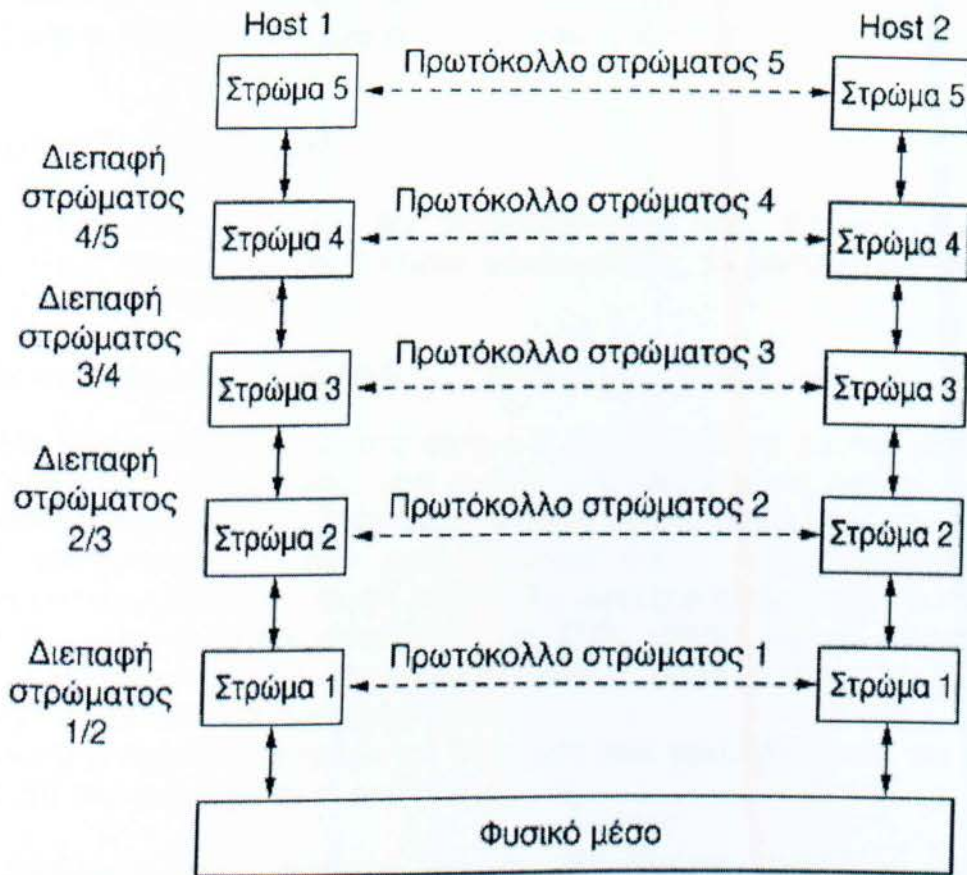 Host 1
Host 2
Στρώμα 5
Πρωτόκολλο στρώματος 5
Στρώμα 5
Διεπαφή
στρώματος
4/5
Στρώμα 4
Πρωτόκολλο στρώματος 4
Στρώμα 4
Διεπαφή
στρώματος
3/4
Στρώμα 3
Πρωτόκολλο στρώματος 3
Στρώμα 3
Διεπαφή
στρώματος
2/3
Στρώμα 2
Πρωτόκολλο στρώματος 2
Στρώμα 2
Διεπαφή
στρώματος
1/2
Στρώμα 1
Πρωτόκολλο στρώματος 1
Στρώμα 1
Φυσικό μέσο